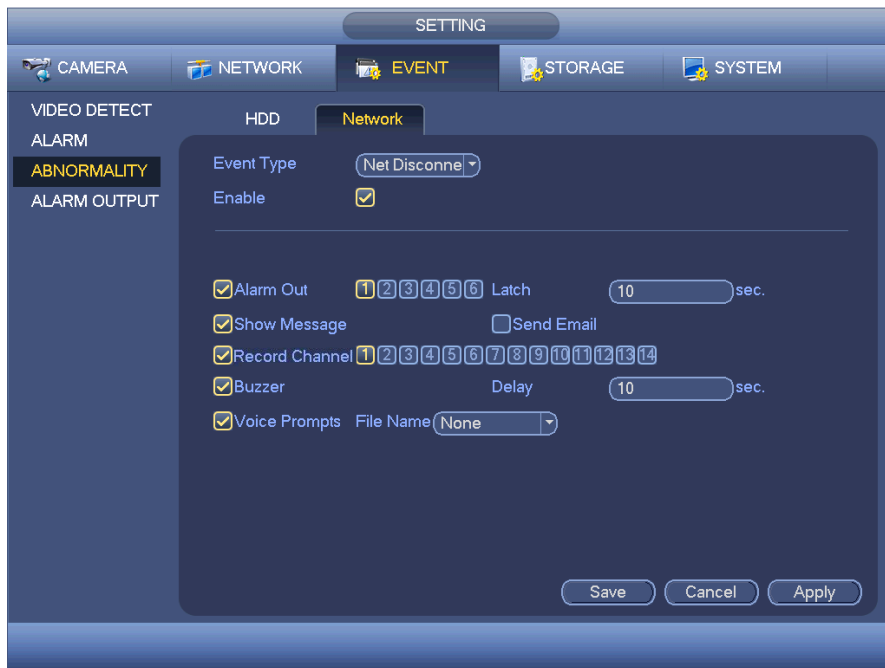 SETTING
CAMERA NETWORK EVENT STORAGE SYSTEM
VIDEO DETECT
ALARM
ABNORMALITY
ALARM OUTPUT
HDD Network
Event Type Net Disconne
Enable
Alarm Out 1 2 3 4 5 6 Latch 10 sec.
Show Message Send Email
Record Channel 1 2 3 4 5 6 7 8 9 10 11 12 13 14
Buzzer Delay 10 sec.
Voice Prompts File Name None
Save Cancel Apply